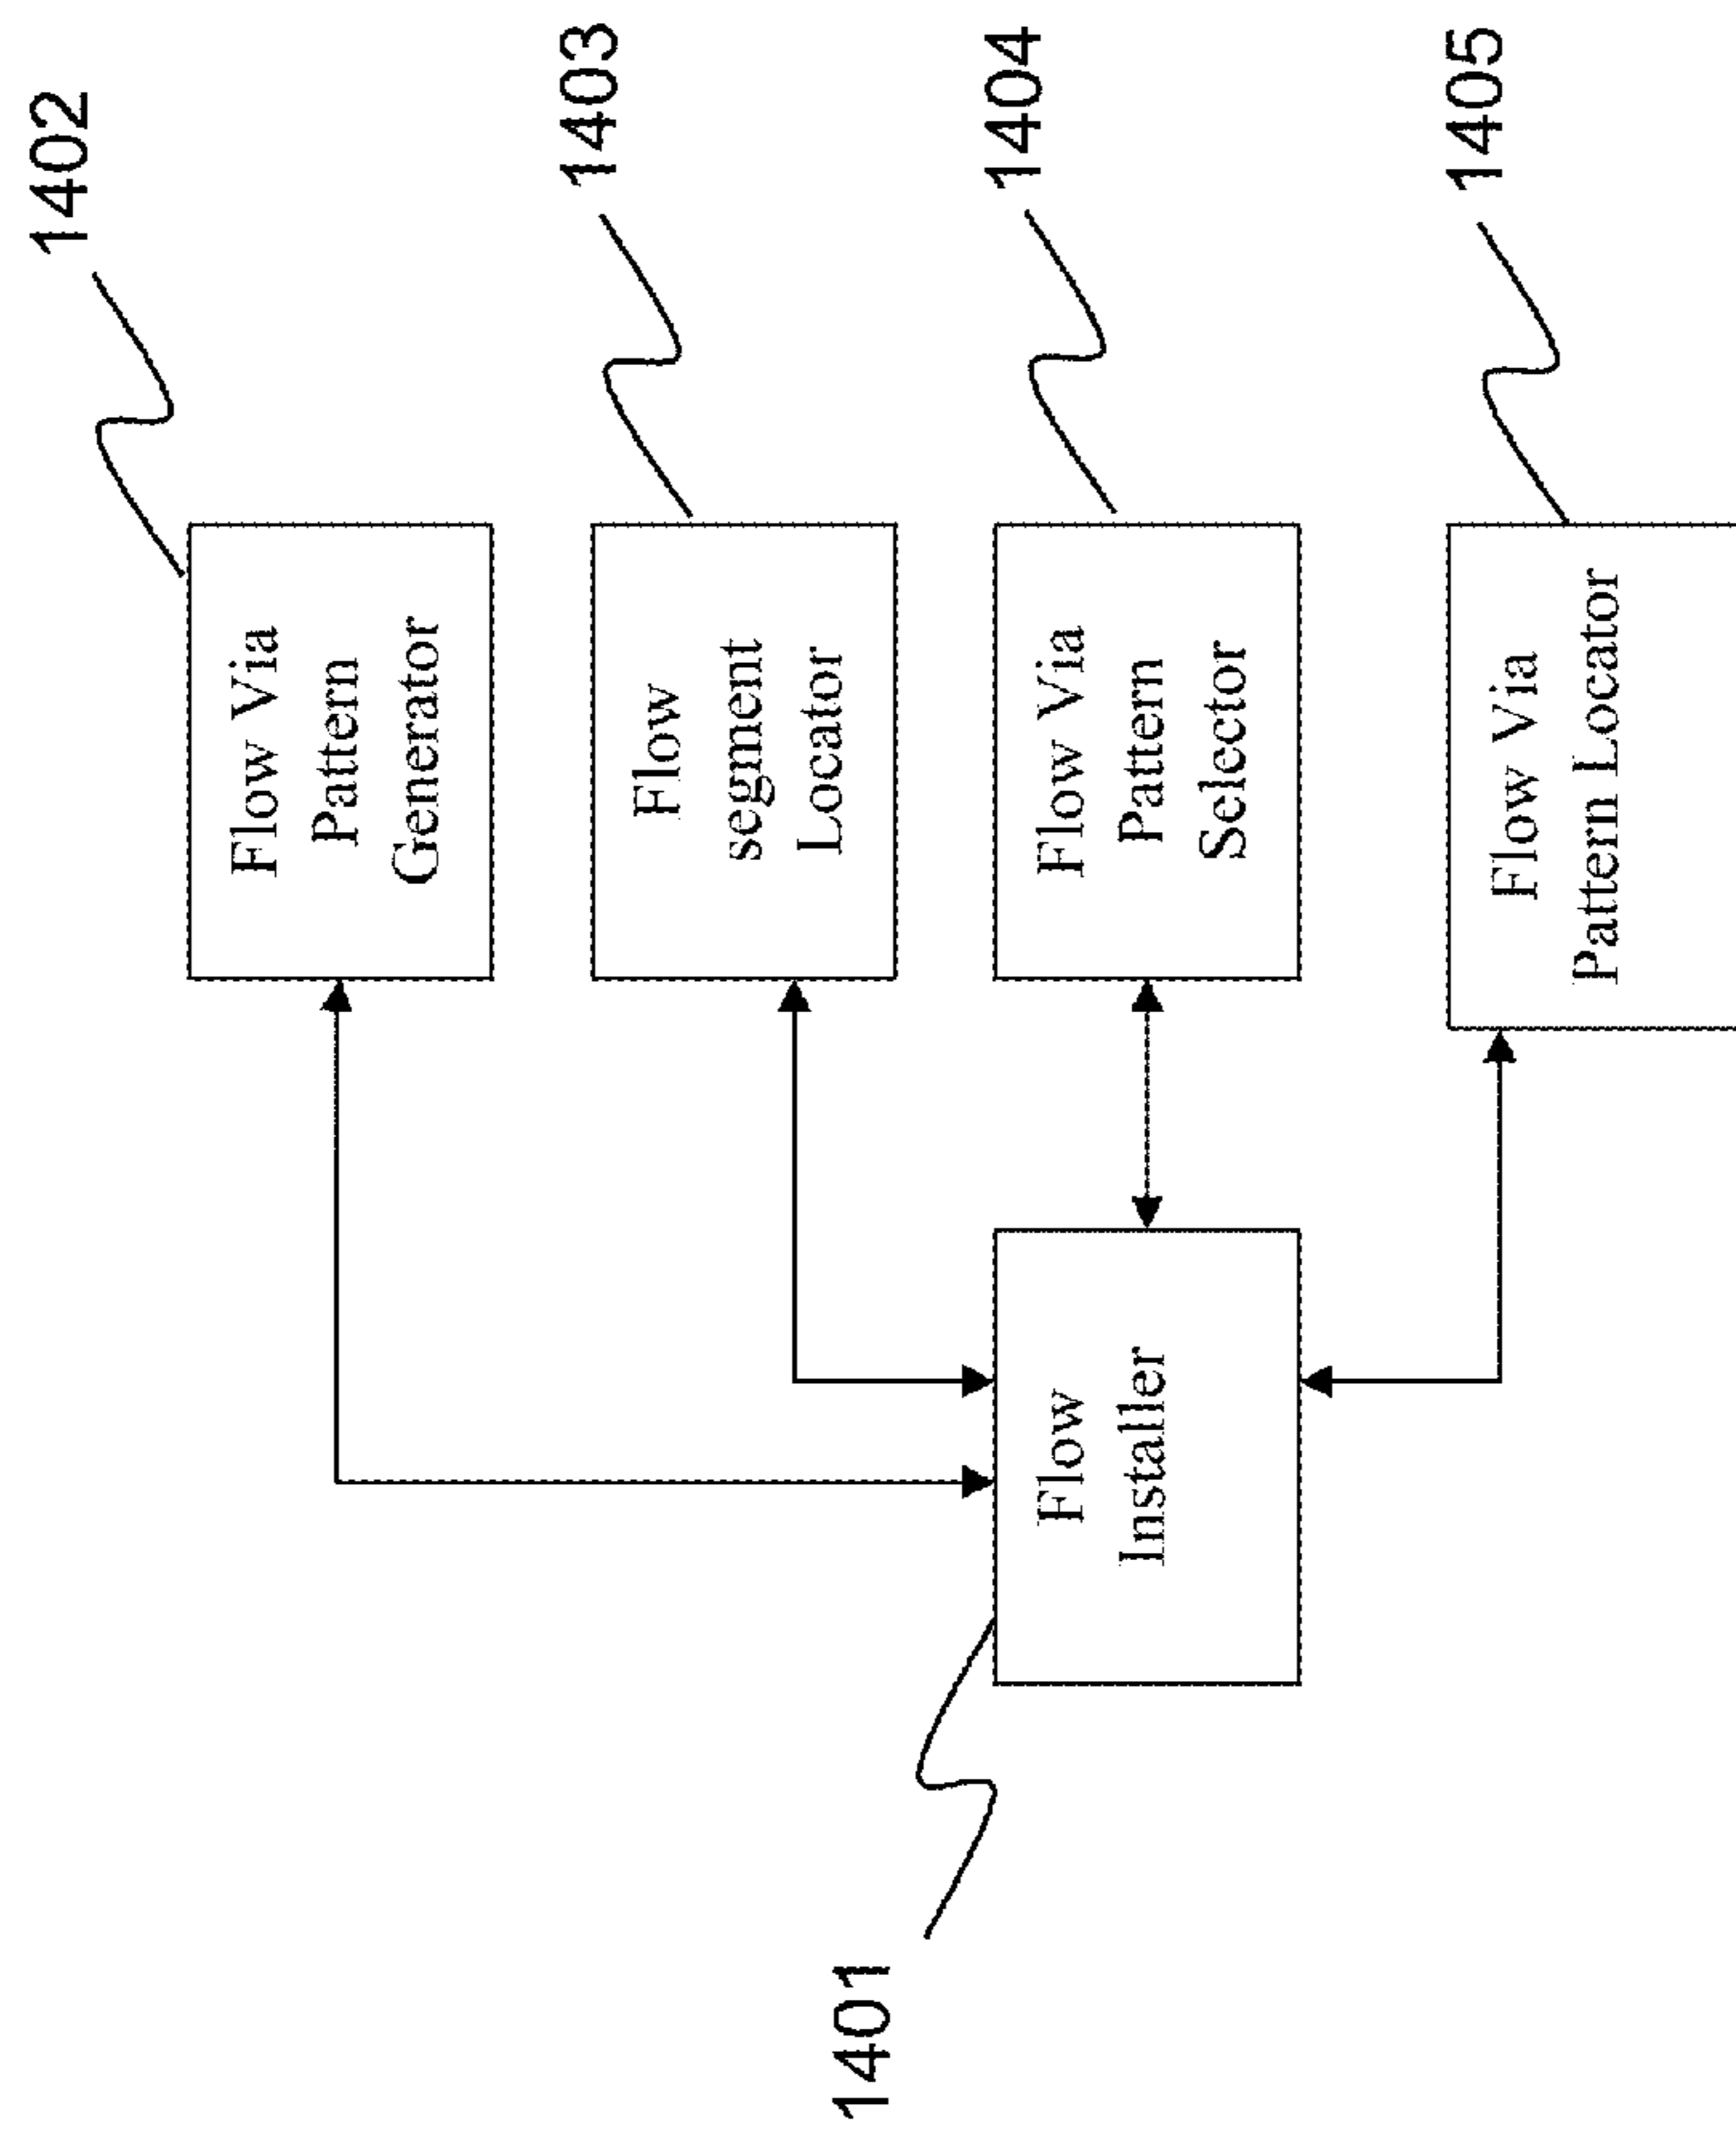 1402
Flow Via
Pattern
Generator
1403
Flow
segment
Locator
1404
Flow Via
Pattern
Selector
1405
Flow Via
Pattern Locator
Flow
Installer
1401